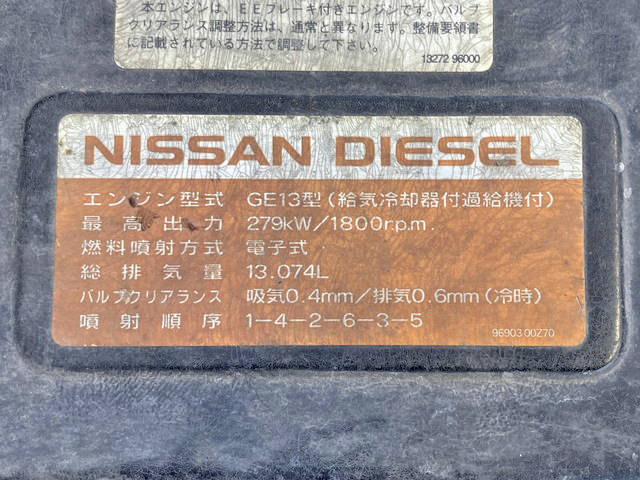 本エンジンは、EEブレーキ付きエンジンです。バルブ
クリアランス調整方法は、通常と異なります。整備要領書
に記載されている方法で調整して下さい。
13272 96000
NISSAN DIESEL
エンジン型式 GE13型(給気冷却器付過給機付)
最高出力 279kW/1800r.p.m.
燃料噴射方式 電子式
総排気量 13.074L
バルブクリアランス 吸気0.4mm/排気0.6mm(冷時)
噴射順序 1-4-2-6-3-5
96903 00Z70